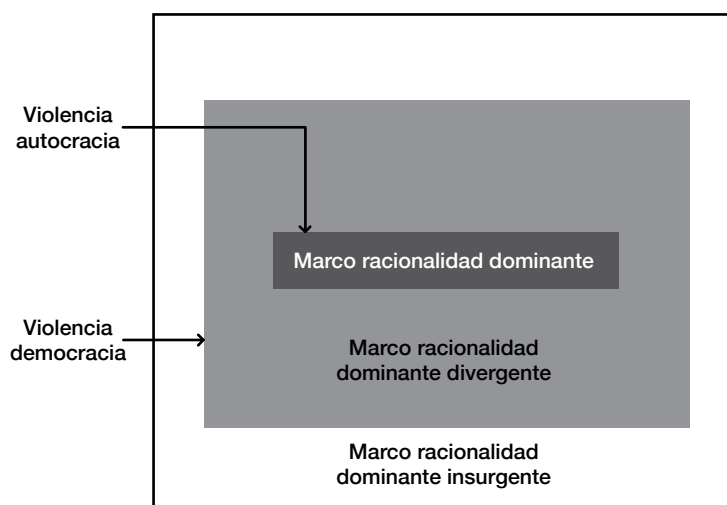 Violencia
autocracia
Marco racionalidad dominante
Violencia
democracia
Marco racionalidad
dominante divergente
Marco racionalidad
dominante insurgente